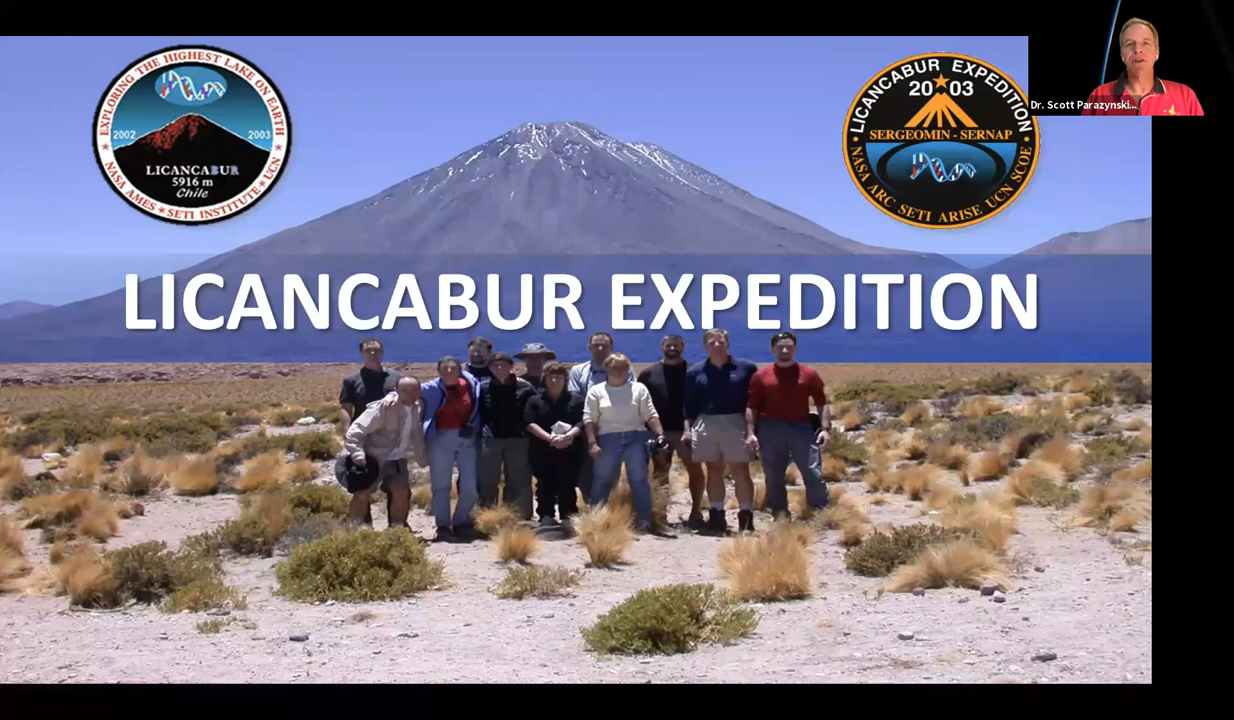 EXPLORING THE HIGHEST LAKE ON EARTH
2002
2003
LICANCABUR
5916 m
Chile
NASA AMES ★ SETI INSTITUTE ★ UCN
LICANCABUR EXPEDITION
20 03
SERGEOMIN - SERNAP
NASA ARC SETI ARISE UCN SCOE
Dr. Scott Parazynski...
LICANCABUR EXPEDITION